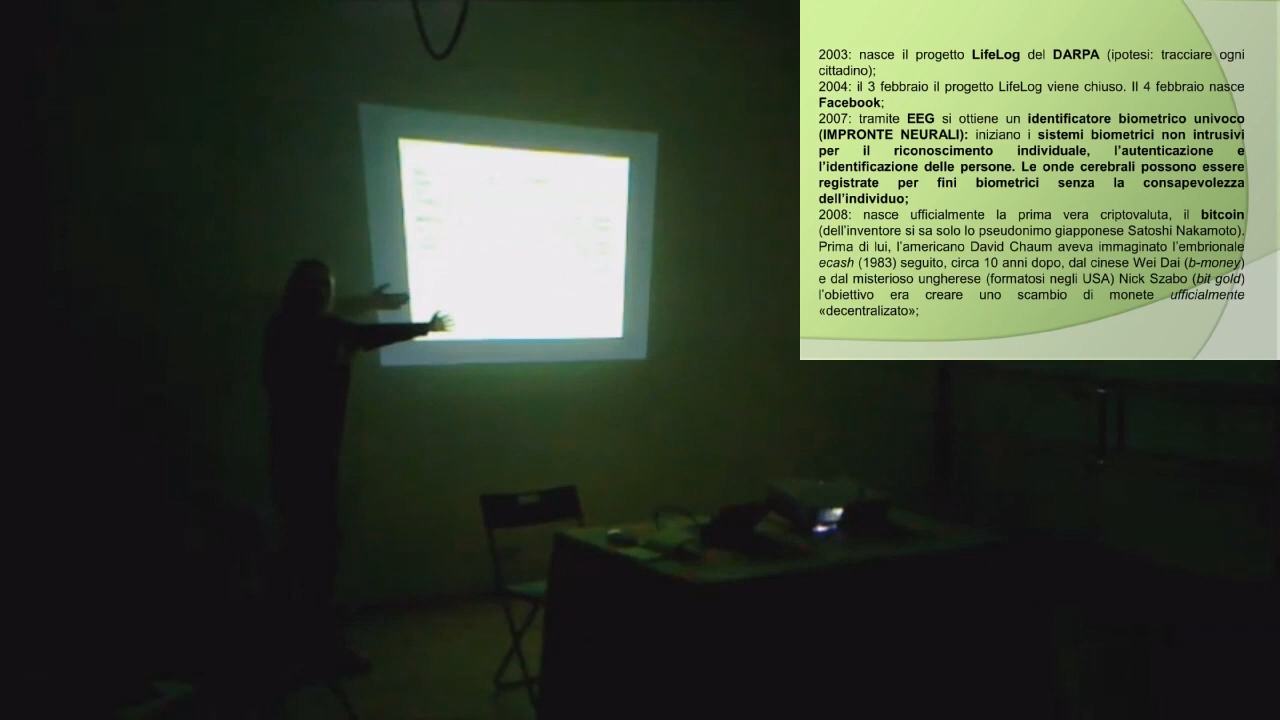 2003: nasce il progetto LifeLog del DARPA (ipotesi: tracciare ogni
cittadino);
2004: il 3 febbraio il progetto LifeLog viene chiuso. Il 4 febbraio nasce
Facebook;
2007: tramite EEG si ottiene un identificatore biometrico univoco
(IMPRONTE NEURALI): iniziano i sistemi biometrici non intrusivi
per il riconoscimento individuale, l'autenticazione e
l'identificazione delle persone. Le onde cerebrali possono essere
registrate per fini biometrici senza la consapevolezza
dell'individuo;
2008: nasce ufficialmente la prima vera criptovaluta, il bitcoin
(dell'inventore si sa solo lo pseudonimo giapponese Satoshi Nakamoto).
Prima di lui, l'americano David Chaum aveva immaginato l'embrionale
ecash (1983) seguito, circa 10 anni dopo, dal cinese Wei Dai (b-money)
e dal misterioso ungherese (formatosi negli USA) Nick Szabo (bit gold)
l'obiettivo era creare uno scambio di monete ufficialmente
«decentralizato»;